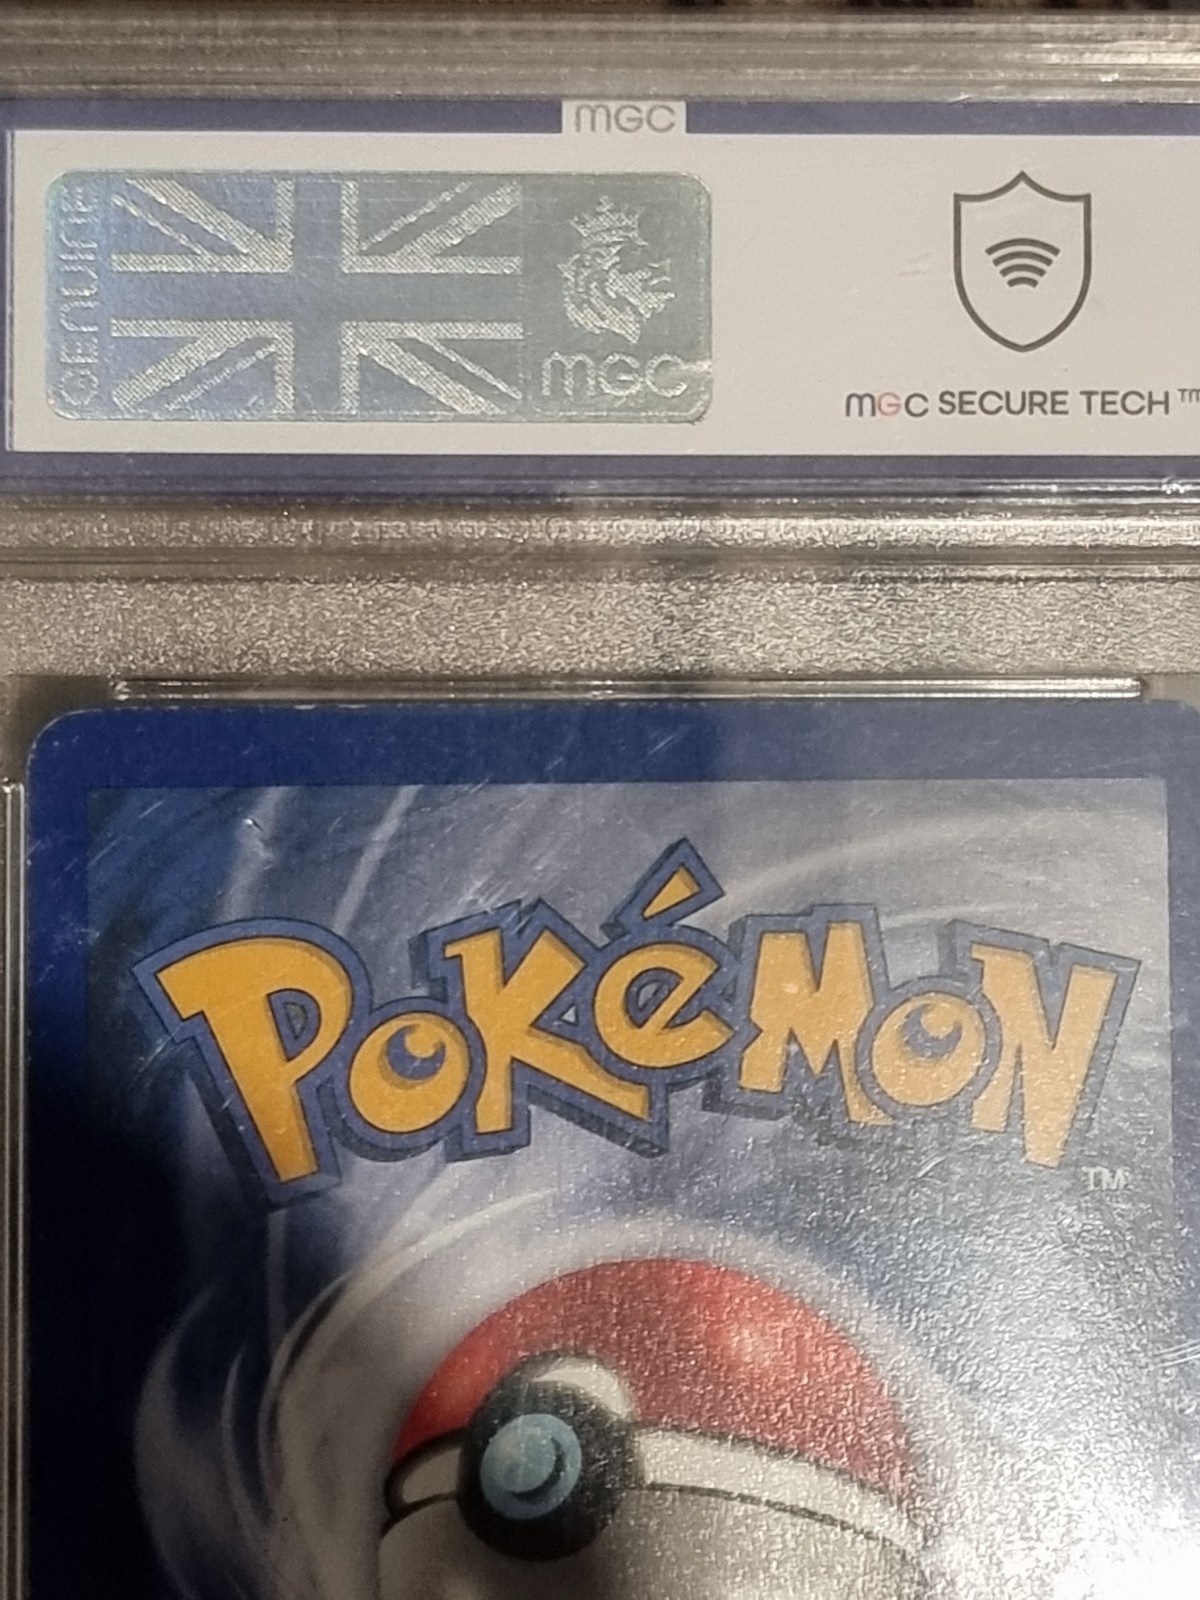 MGC
GENUINE
MGC
MGC SECURE TECH™
POKéMON
TM